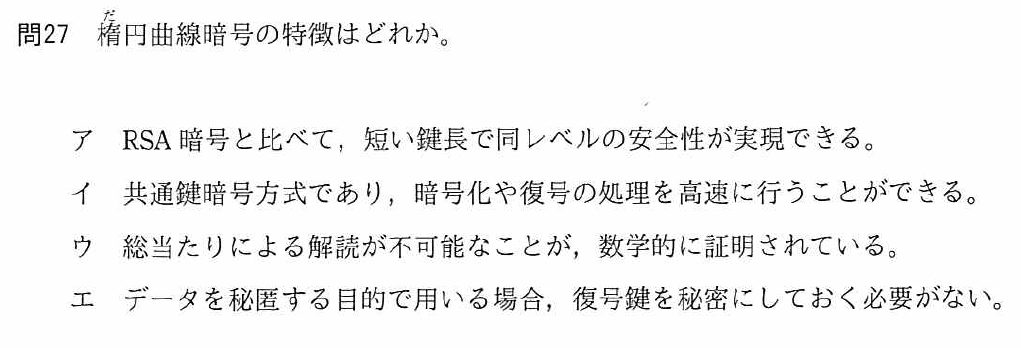 問27 楕円曲線暗号の特徴はどれか。
ア RSA 暗号と比べて，短い鍵長で同レベルの安全性が実現できる。
イ 共通鍵暗号方式であり，暗号化や復号の処理を高速に行うことができる。
ウ 総当たりによる解読が不可能なことが，数学的に証明されている。
エ データを秘匿する目的で用いる場合，復号鍵を秘密にしておく必要がない。